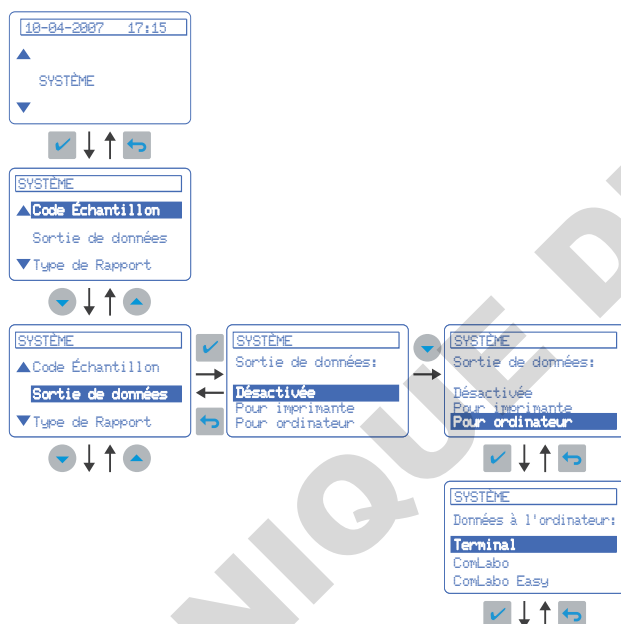 10-04-2007 17:15
SYSTÈME
SYSTÈME
Code Échantillon
Sortie de données
Type de Rapport
SYSTÈME
Code Échantillon
Sortie de données
Type de Rapport
SYSTÈME
Sortie de données:
Désactivée
Pour imprimante
Pour ordinateur
SYSTÈME
Sortie de données:
Désactivée
Pour imprimante
Pour ordinateur
SYSTÈME
Données à l'ordinateur:
Terminal
ComLabo
ComLabo Easy